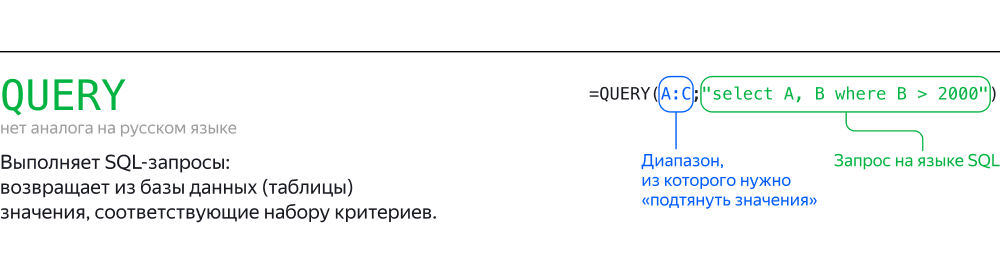 QUERY
нет аналога на русском языке
Выполняет SQL-запросы:
возвращает из базы данных (таблицы)
значения, соответствующие набору критериев.
=QUERY(A:C;"select A, B where B > 2000")
Диапазон,
из которого нужно
«подтянуть значения»
Запрос на языке SQL